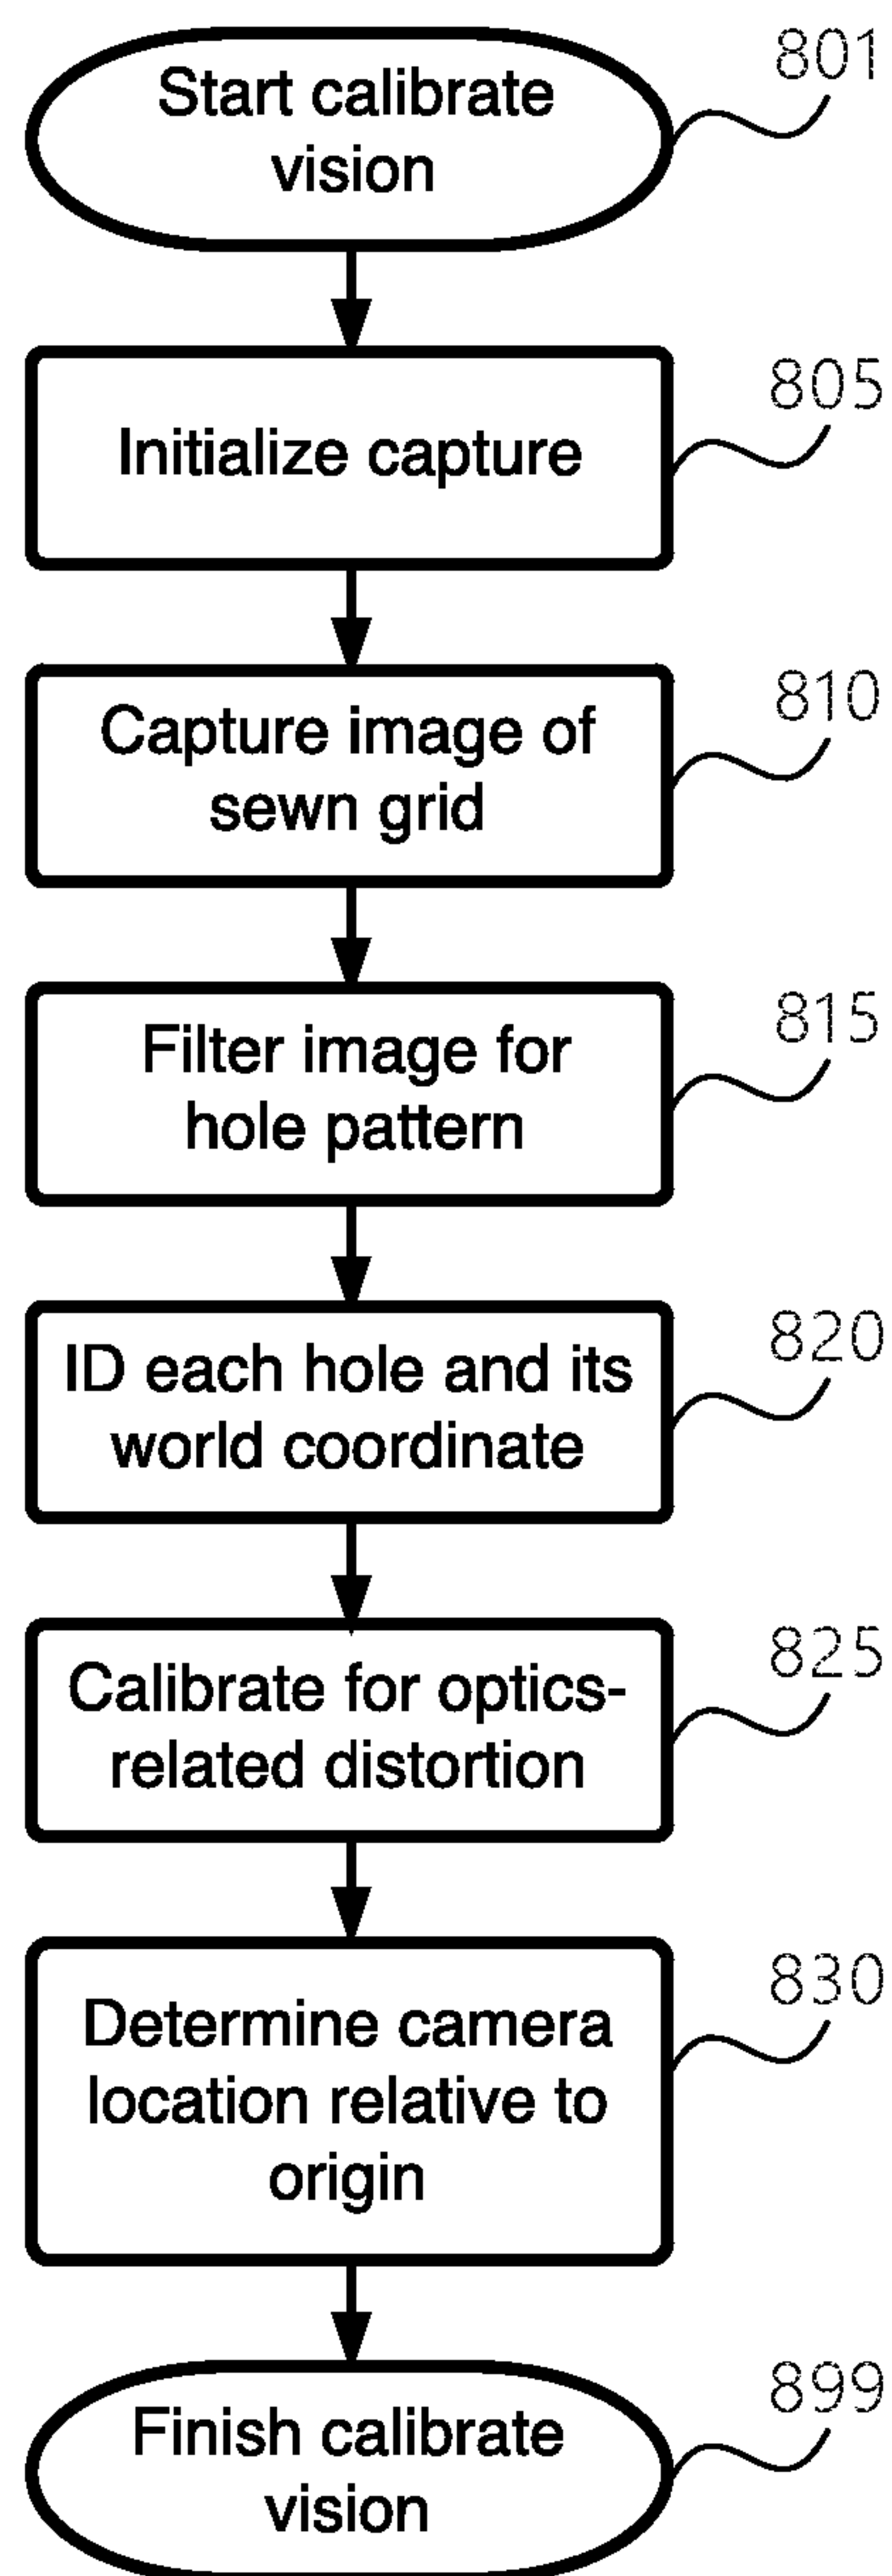 801
Start calibrate
vision
805
Initialize capture
810
Capture image of
sewn grid
815
Filter image for
hole pattern
820
ID each hole and its
world coordinate
825
Calibrate for optics-
related distortion
830
Determine camera
location relative to
origin
899
Finish calibrate
vision